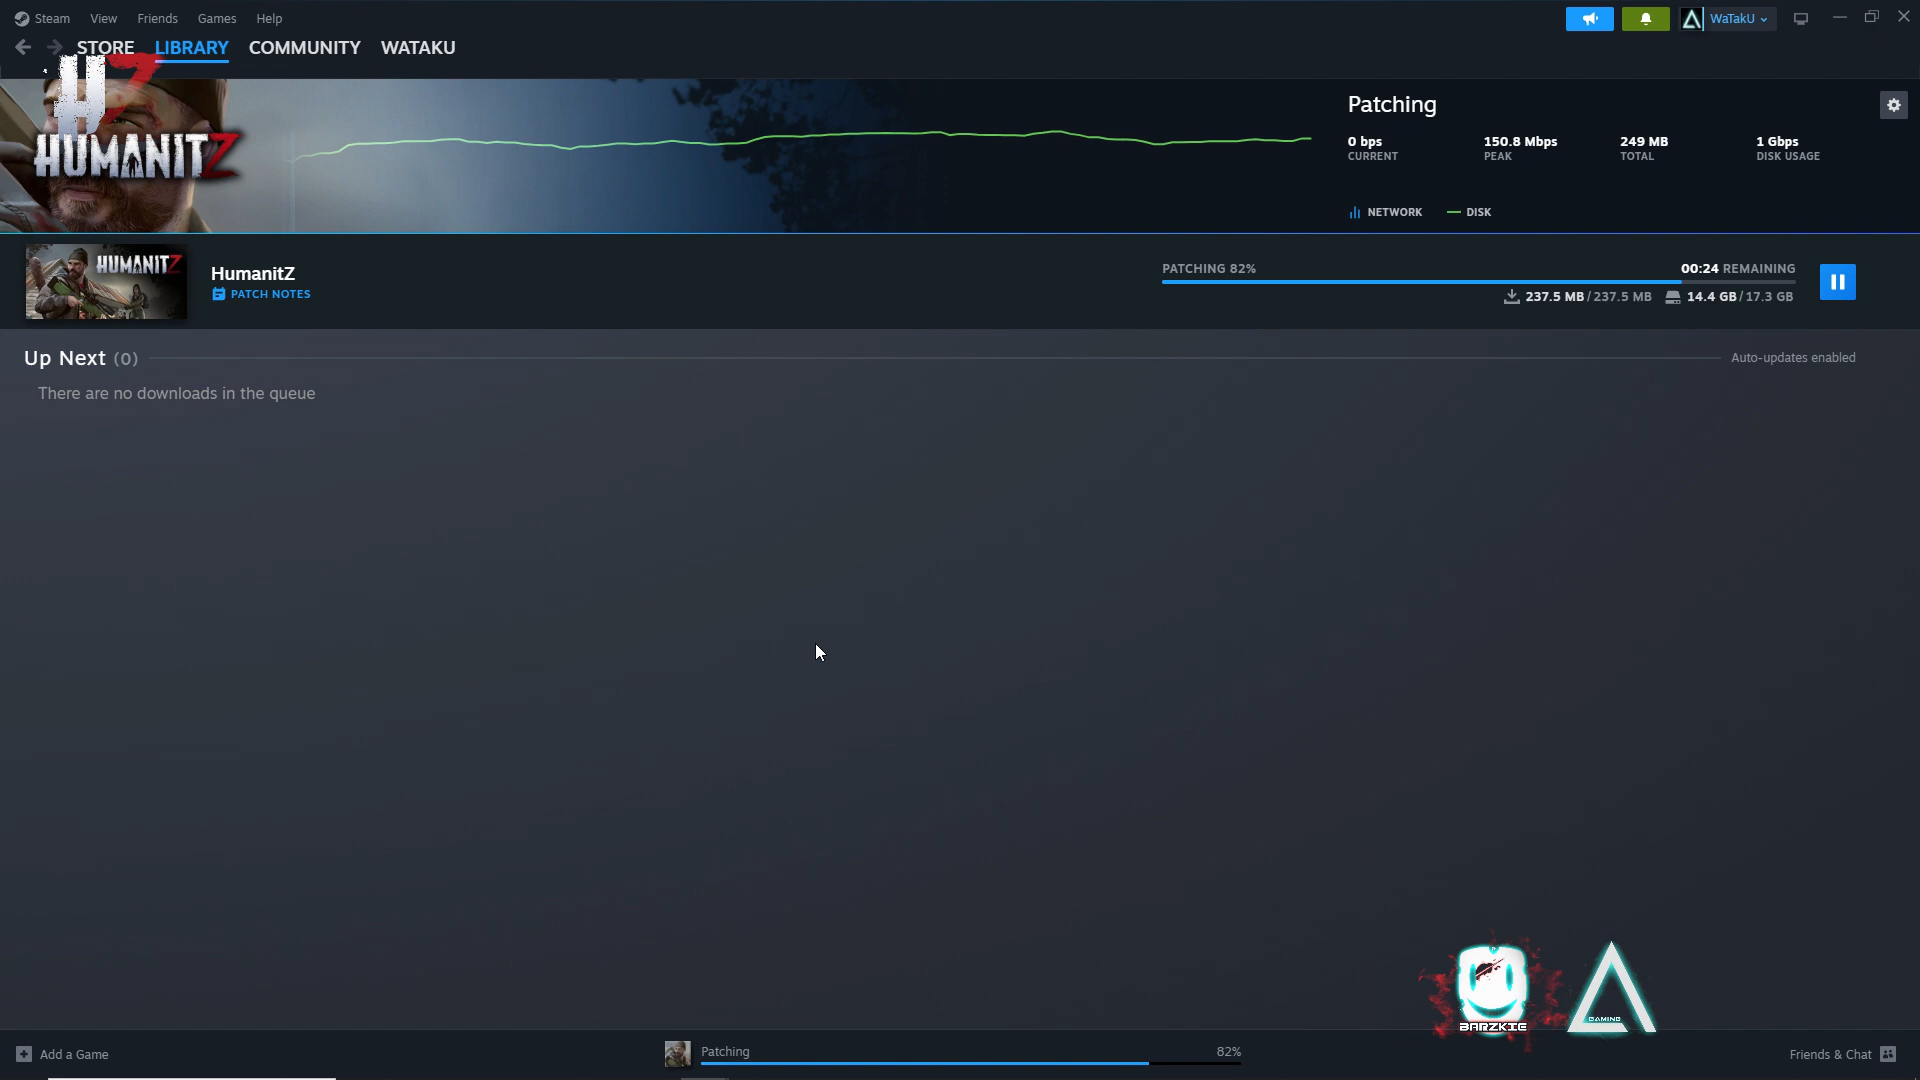 Steam View Friends Games Help
WaTakU
STORE LIBRARY COMMUNITY WATAKU
HZ
HUMANITZ
Patching
0 bps 150.8 Mbps 249 MB 1 Gbps
CURRENT PEAK TOTAL DISK USAGE
NETWORK DISK
HUMANITZ
HumanitZ
PATCH NOTES
PATCHING 82% 00:24 REMAINING
237.5 MB / 237.5 MB 14.4 GB / 17.3 GB
Up Next (0) Auto-updates enabled
There are no downloads in the queue
BARZKIE
GAMING
Add a Game
Patching 82%
Friends & Chat